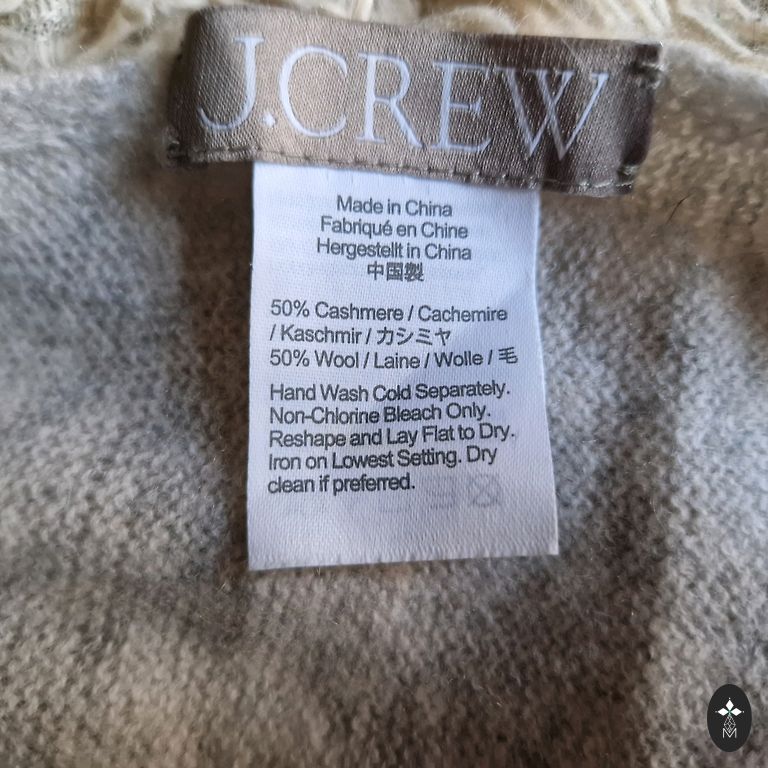 J.CREW
Made in China
Fabriqué en Chine
Hergestellt in China
中国製
50% Cashmere / Cachemire
/ Kaschmir / カシミヤ
50% Wool / Laine / Wolle / 毛
Hand Wash Cold Separately.
Non-Chlorine Bleach Only.
Reshape and Lay Flat to Dry.
Iron on Lowest Setting. Dry
clean if preferred.
M